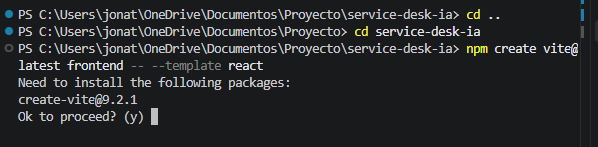 PS C:\Users\jonat\OneDrive\Documentos\Proyecto\service-desk-ia> cd ..
PS C:\Users\jonat\OneDrive\Documentos\Proyecto> cd service-desk-ia
PS C:\Users\jonat\OneDrive\Documentos\Proyecto\service-desk-ia> npm create vite@
latest frontend -- --template react
Need to install the following packages:
create-vite@9.2.1
Ok to proceed? (y)